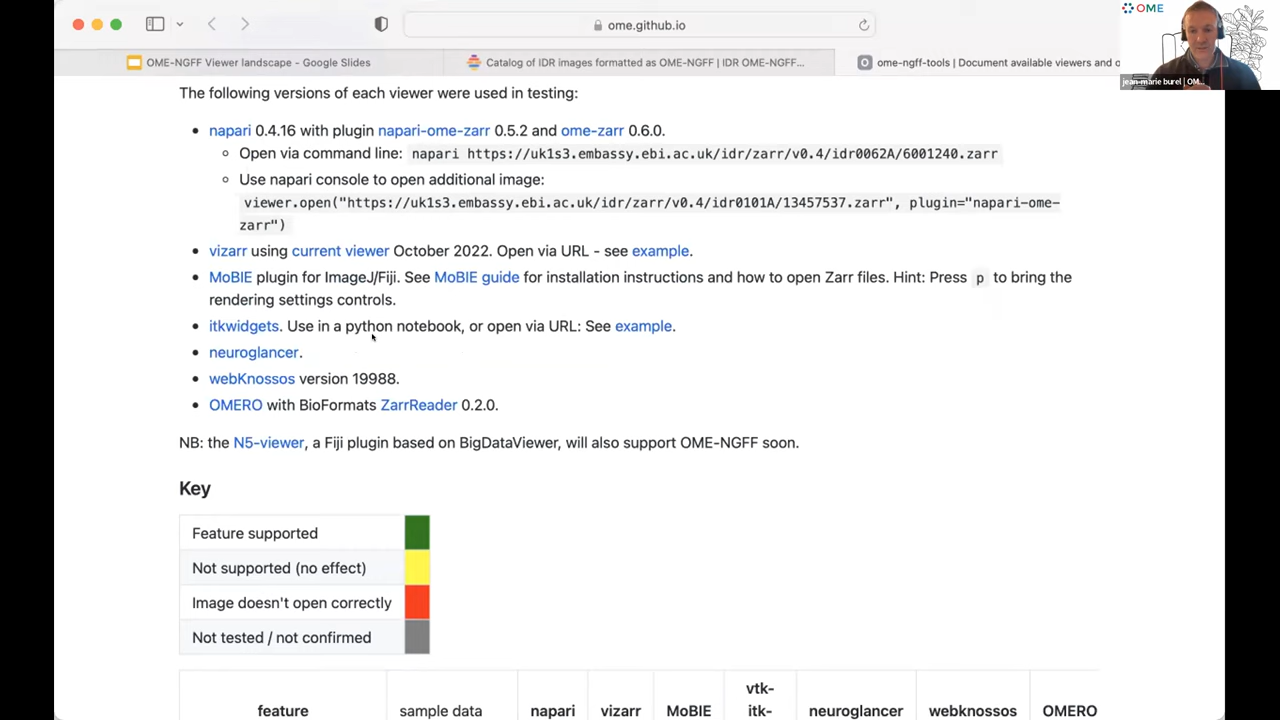 ome.github.io
OME
OME-NGFF Viewer landscape - Google Slides
Catalog of IDR images formatted as OME-NGFF | IDR OME-NGFF...
ome-ngff-tools | Document available viewers and o
jean-marie burel | OM...
The following versions of each viewer were used in testing:
• napari 0.4.16 with plugin napari-ome-zarr 0.5.2 and ome-zarr 0.6.0.
◦ Open via command line: napari https://uk1s3.embassy.ebi.ac.uk/idr/zarr/v0.4/idr0062A/6001240.zarr
◦ Use napari console to open additional image:
viewer.open("https://uk1s3.embassy.ebi.ac.uk/idr/zarr/v0.4/idr0101A/13457537.zarr", plugin="napari-ome-
zarr")
• vizarr using current viewer October 2022. Open via URL - see example.
• MoBIE plugin for ImageJ/Fiji. See MoBIE guide for installation instructions and how to open Zarr files. Hint: Press p to bring the
rendering settings controls.
• itkwidgets. Use in a python notebook, or open via URL: See example.
• neuroglancer.
• webKnossos version 19988.
• OMERO with BioFormats ZarrReader 0.2.0.
NB: the N5-viewer, a Fiji plugin based on BigDataViewer, will also support OME-NGFF soon.
Key
Feature supported
Not supported (no effect)
Image doesn't open correctly
Not tested / not confirmed
vtk-
feature sample data napari vizarr MoBIE itk- neuroglancer webknossos OMERO